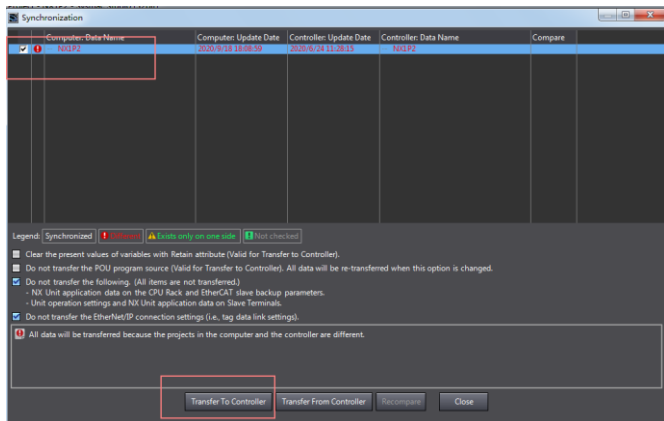 Synchronization
Computer: Data Name Computer: Update Date Controller: Update Date Controller: Data Name Compare
NX1P2 2020/9/18 18:08:59 2020/6/24 11:26:15 NX1P2
Legend: Synchronized Different Exists only on one side Not checked
Clear the present values of variables with Retain attribute (Valid for Transfer to Controller).
Do not transfer the POU program source (Valid for Transfer to Controller). All data will be re-transferred when this option is changed.
Do not transfer the following. (All items are not transferred.)
- NX Unit application data on the CPU Rack and EtherCAT slave backup parameters.
- Unit operation settings and NX Unit application data on Slave Terminals.
Do not transfer the EtherNet/IP connection settings (i.e., tag data link settings).
All data will be transferred because the projects in the computer and the controller are different.
Transfer To Controller Transfer From Controller Recompare Close